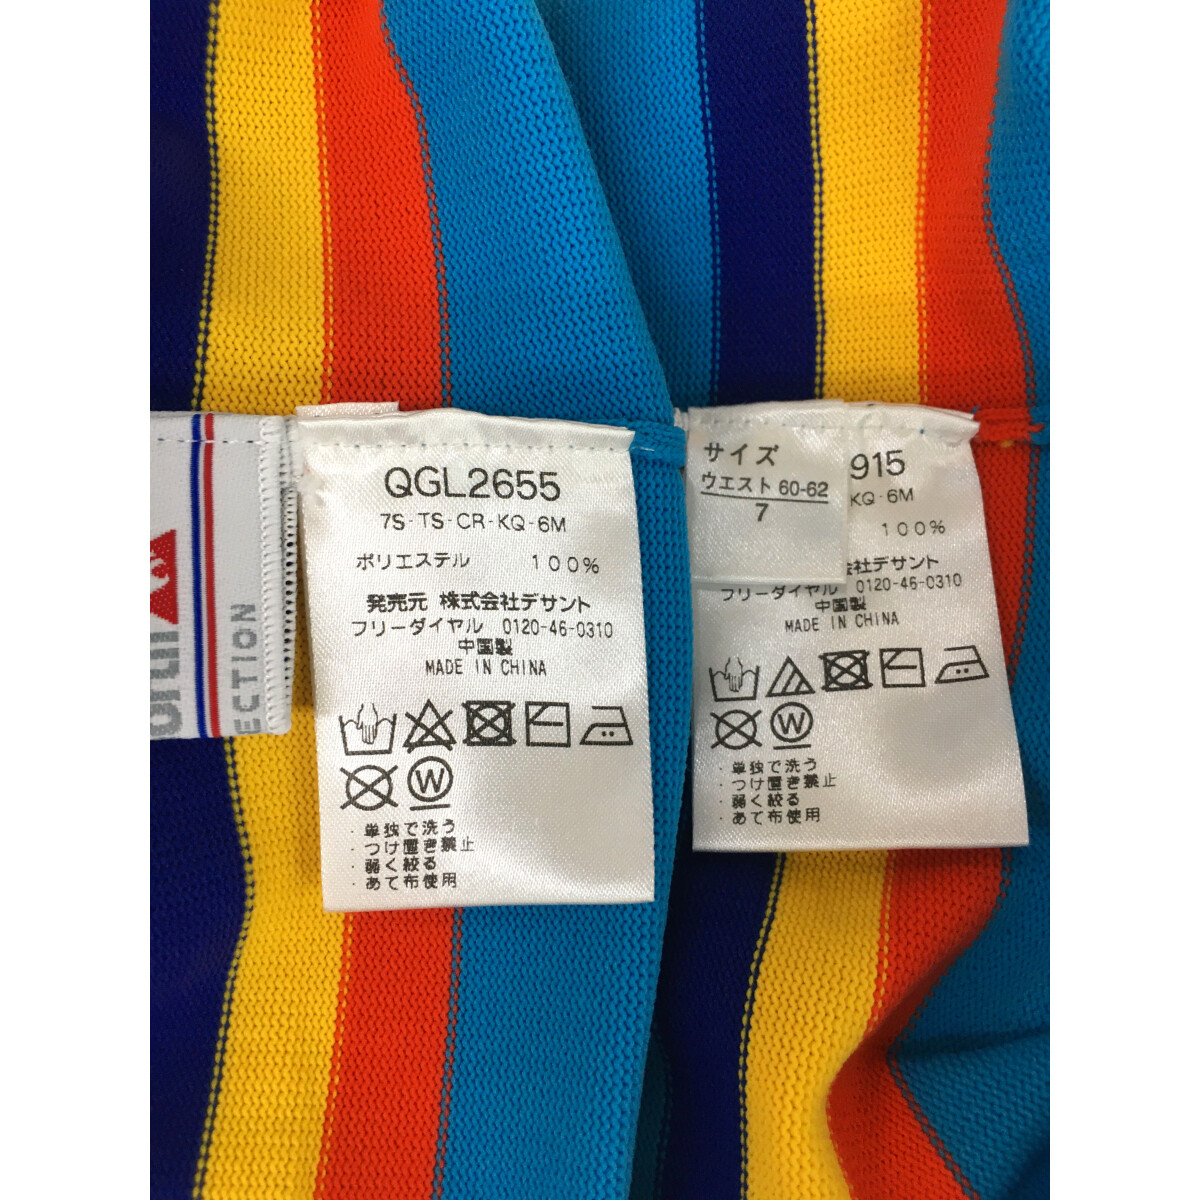 ECTION
QGL2655
7S-TS-CR-KQ-6M
ポリエステル 100%
発売元 株式会社デサント
フリーダイヤル 0120-46-0310
中国製
MADE IN CHINA
W
・単独で洗う
・つけ置き禁止
・弱く絞る
・あて布使用
サイズ
ウエスト 60-62
7
915
KQ-6M
100%
会社デサント
フリーダイヤル 0120-46-0310
中国製
MADE IN CHINA
W
・単独で洗う
・つけ置き禁止
・弱く絞る
・あて布使用